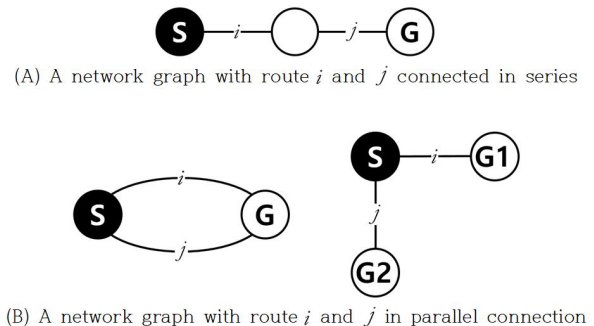 S i j G
(A) A network graph with route i and j connected in series
S i j G
S i G1
j
G2
(B) A network graph with route i and j in parallel connection